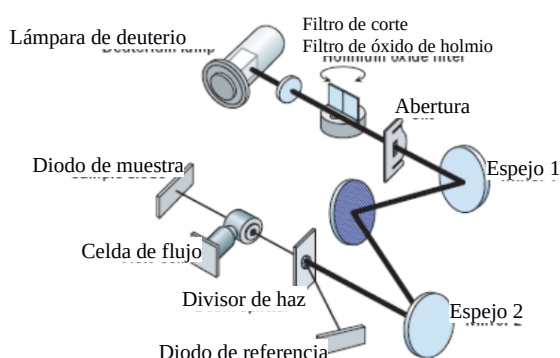 Lámpara de deuterio
Filtro de corte
Filtro de óxido de holmio
Abertura
Espejo 1
Diodo de muestra
Celda de flujo
Divisor de haz
Espejo 2
Diodo de referencia